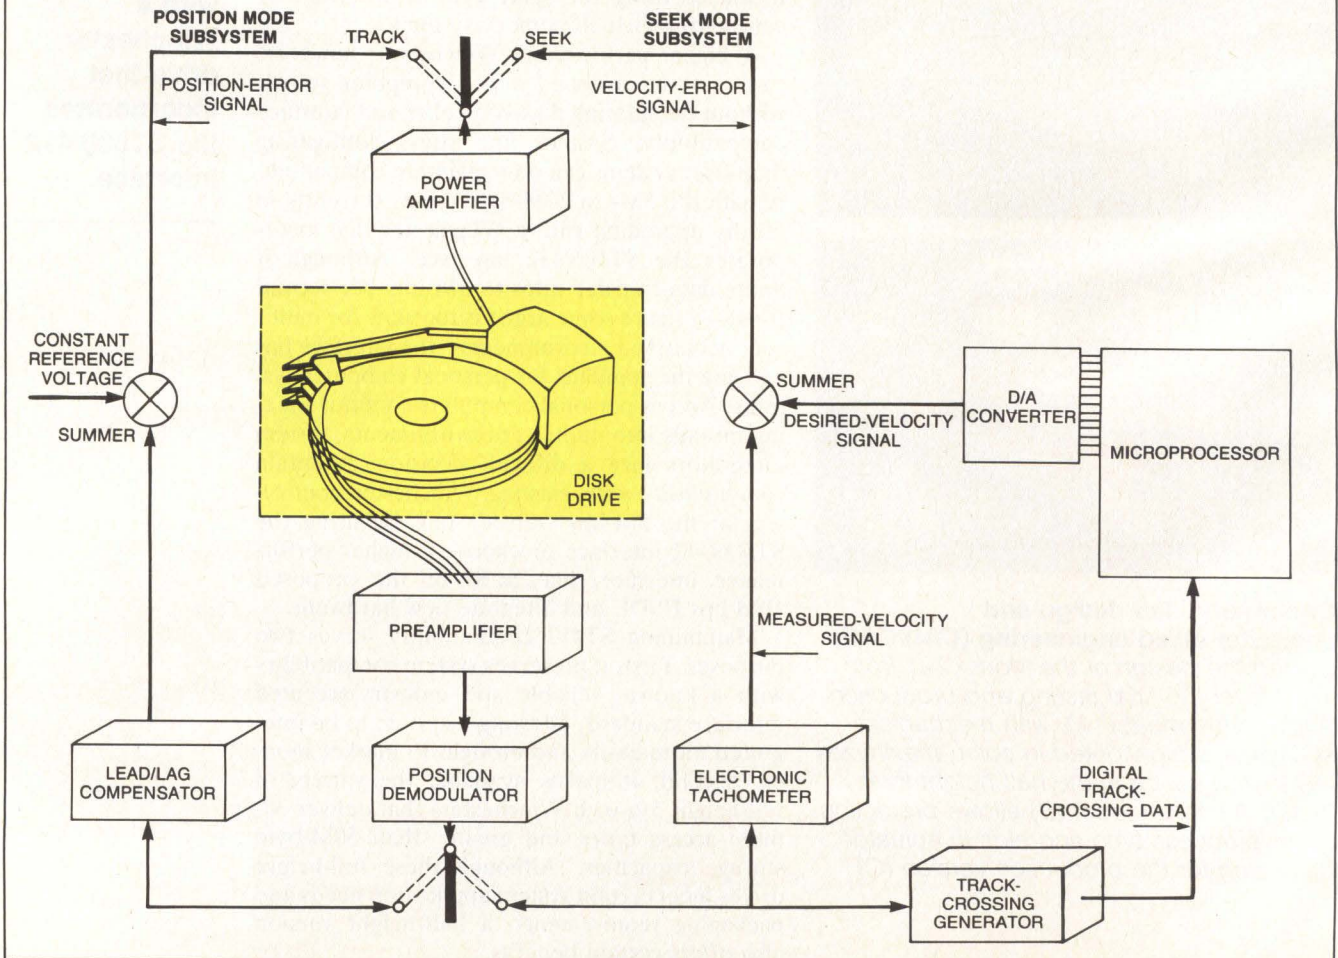 POSITION MODE
SUBSYSTEM
TRACK
SEEK
SEEK MODE
SUBSYSTEM
POSITION-ERROR
SIGNAL
VELOCITY-ERROR
SIGNAL
POWER
AMPLIFIER
CONSTANT
REFERENCE
VOLTAGE
SUMMER
SUMMER
DESIRED-VELOCITY
SIGNAL
D/A
CONVERTER
MICROPROCESSOR
DISK
DRIVE
PREAMPLIFIER
MEASURED-VELOCITY
SIGNAL
LEAD/LAG
COMPENSATOR
POSITION
DEMODULATOR
ELECTRONIC
TACHOMETER
DIGITAL
TRACK-
CROSSING DATA
TRACK-
CROSSING
GENERATOR